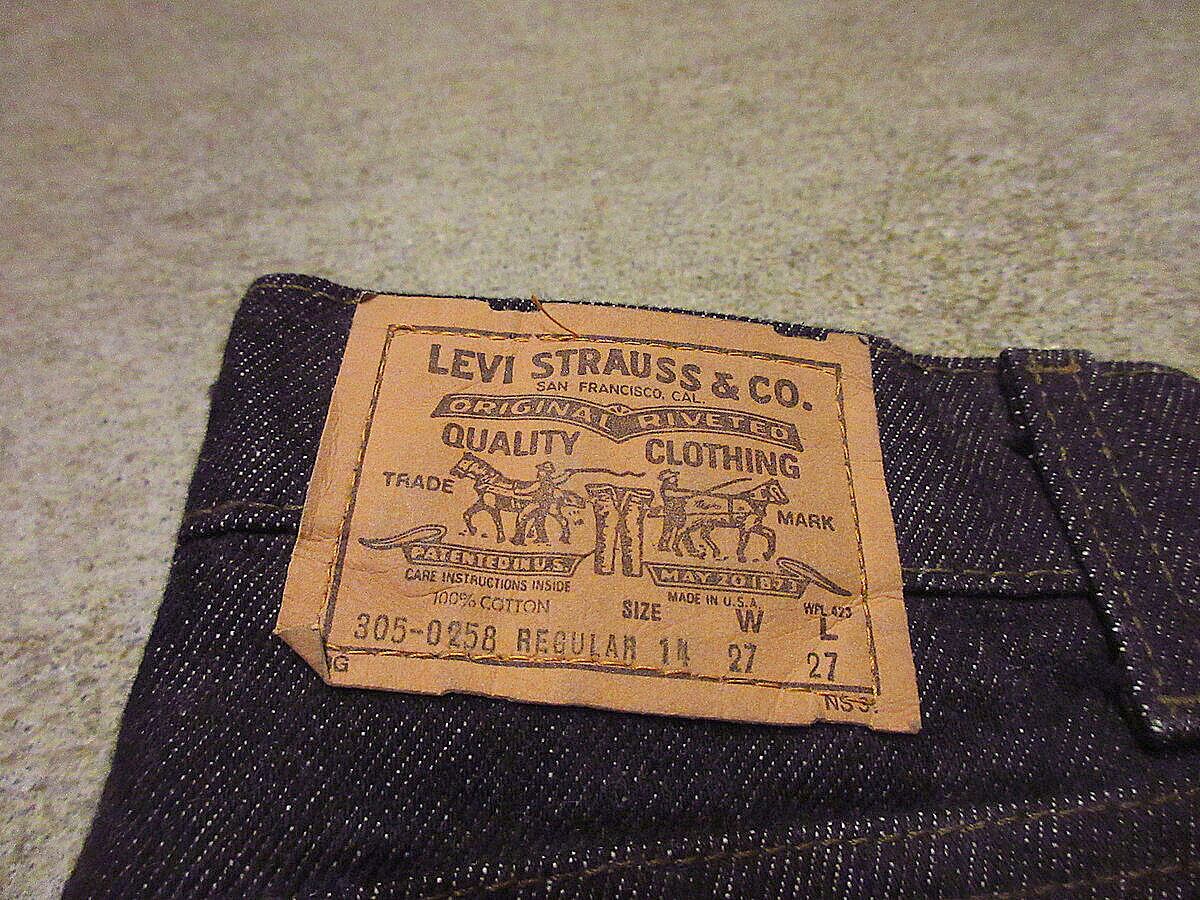 LEVI STRAUSS & CO.
SAN FRANCISCO, CAL.
ORIGINAL RIVETED
QUALITY CLOTHING
TRADE MARK
PATENTED IN U.S.
MAY 20 1873
CARE INSTRUCTIONS INSIDE
MADE IN U.S.A.
WPL 423
100% COTTON
SIZE W L
305-0258 REGULAR 27 27
G